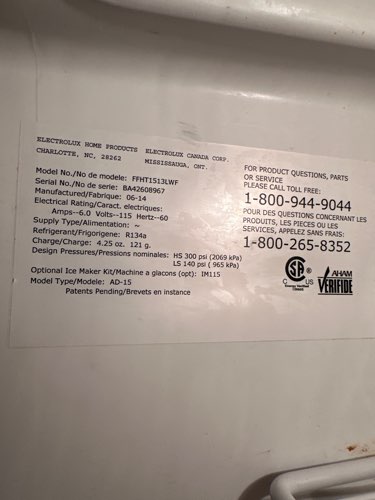 ELECTROLUX HOME PRODUCTS
CHARLOTTE, NC, 28262
ELECTROLUX CANADA CORP.
MISSISSAUGA, ONT.
Model No./No de modele: FFHT1513LWF
Serial No./No de serie: BA42608967
Manufactured/Fabrique: 06-14
Electrical Rating/Caract. electriques:
Amps--6.0 Volts--115 Hertz--60
Supply Type/Alimentation: ~
Refrigerant/Frigorigene: R134a
Charge/Charge: 4.25 oz. 121 g.
Design Pressures/Pressions nominales: HS 300 psi (2069 kPa)
LS 140 psi ( 965 kPa)
Optional Ice Maker Kit/Machine a glacons (opt): IM115
Model Type/Modele: AD-15
Patents Pending/Brevets en instance
FOR PRODUCT QUESTIONS, PARTS
OR SERVICE
PLEASE CALL TOLL FREE:
1-800-944-9044
POUR DES QUESTIONS CONCERNANT LES
PRODUITS, LES PIECES OU LES
SERVICES, APPELEZ SANS FRAIS:
1-800-265-8352
C US
Energy Verified
AHAM
VERIFIDE